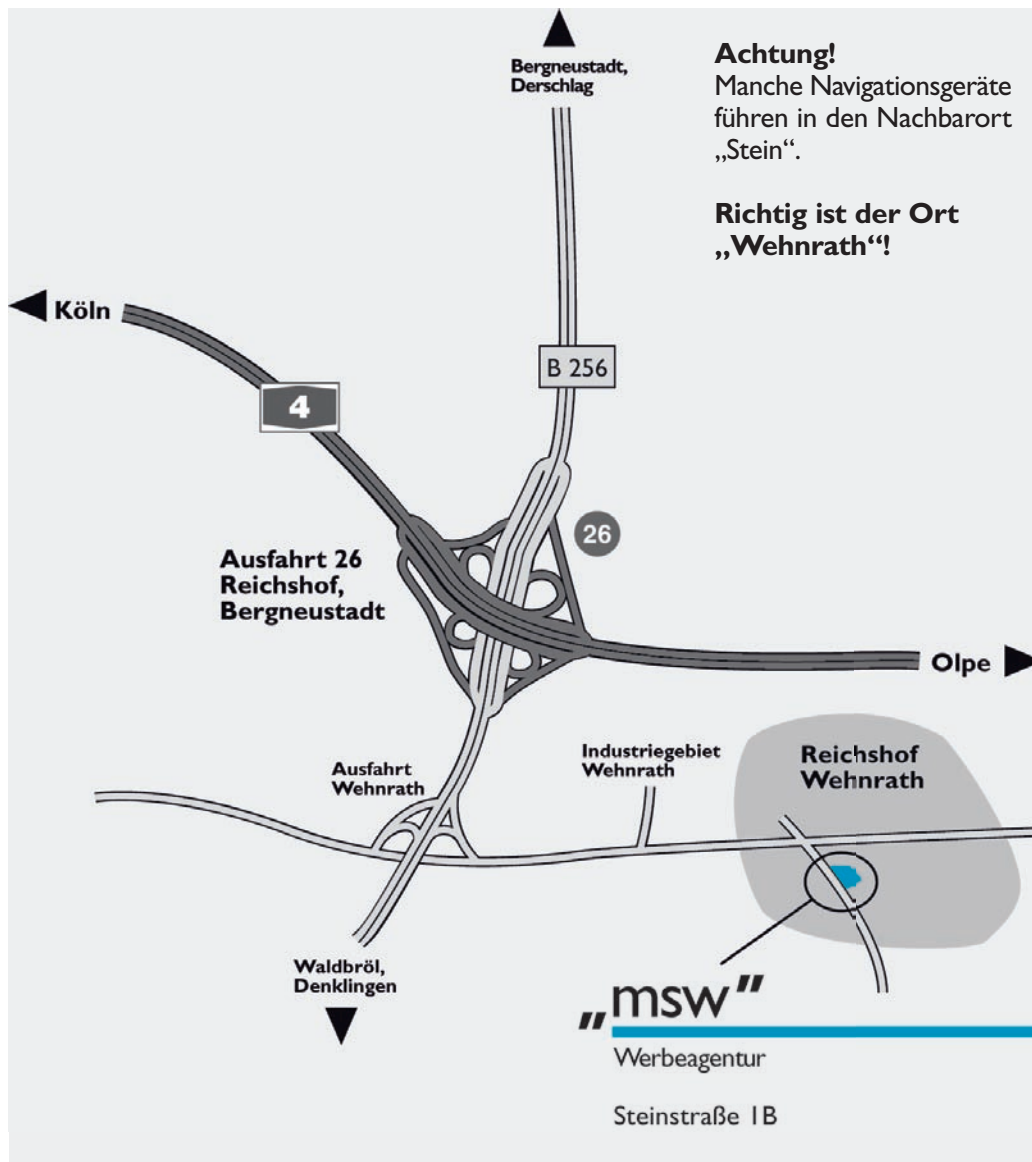 Bergneustadt,
Derschlag
Achtung!
Manche Navigationsgeräte
führen in den Nachbarort
„Stein“.
Richtig ist der Ort
„Wehnrath“!
Köln
B 256
4
26
Ausfahrt 26
Reichshof,
Bergneustadt
Olpe
Ausfahrt
Wehnrath
Industriegebiet
Wehnrath
Reichshof
Wehnrath
Waldbröl,
Denklingen
„msw”
Werbeagentur
Steinstraße 1B